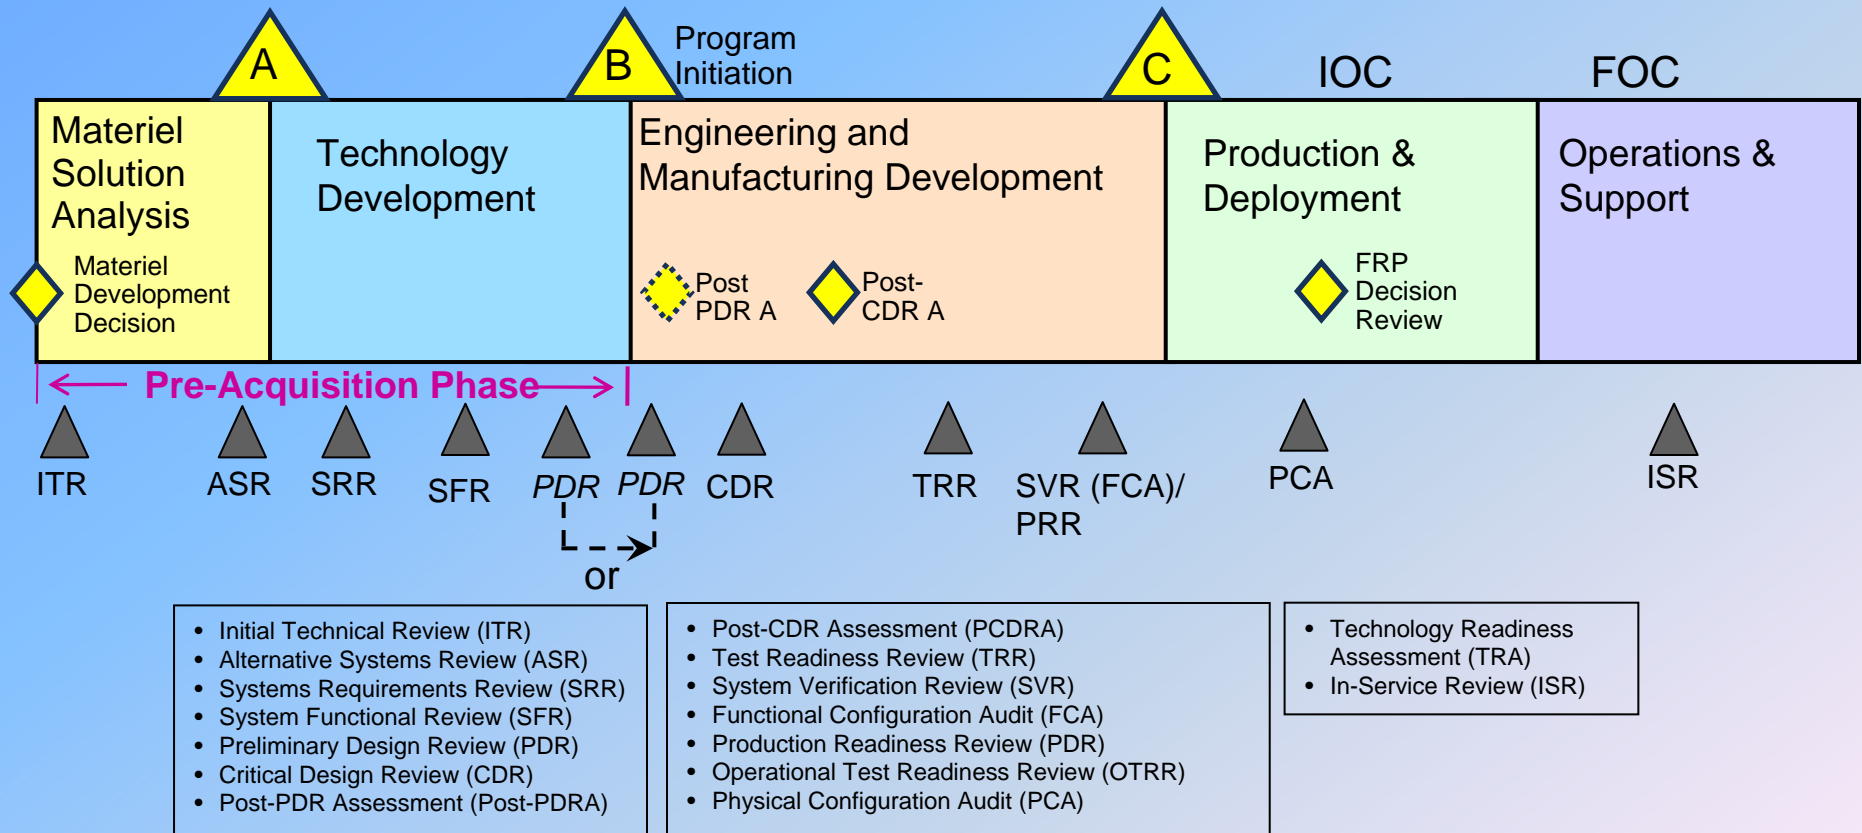 A
B
Program
Initiation
C
IOC
FOC
Materiel
Solution
Analysis
Technology
Development
Engineering and
Manufacturing Development
Production &
Deployment
Operations &
Support
Materiel
Development
Decision
Post
PDR A
Post-
CDR A
FRP
Decision
Review
Pre-Acquisition Phase
ITR
ASR
SRR
SFR
PDR
PDR
CDR
TRR
SVR (FCA)/
PRR
PCA
ISR
or
• Initial Technical Review (ITR)
• Alternative Systems Review (ASR)
• Systems Requirements Review (SRR)
• System Functional Review (SFR)
• Preliminary Design Review (PDR)
• Critical Design Review (CDR)
• Post-PDR Assessment (Post-PDRA)
• Post-CDR Assessment (PCDRA)
• Test Readiness Review (TRR)
• System Verification Review (SVR)
• Functional Configuration Audit (FCA)
• Production Readiness Review (PDR)
• Operational Test Readiness Review (OTRR)
• Physical Configuration Audit (PCA)
• Technology Readiness
Assessment (TRA)
• In-Service Review (ISR)